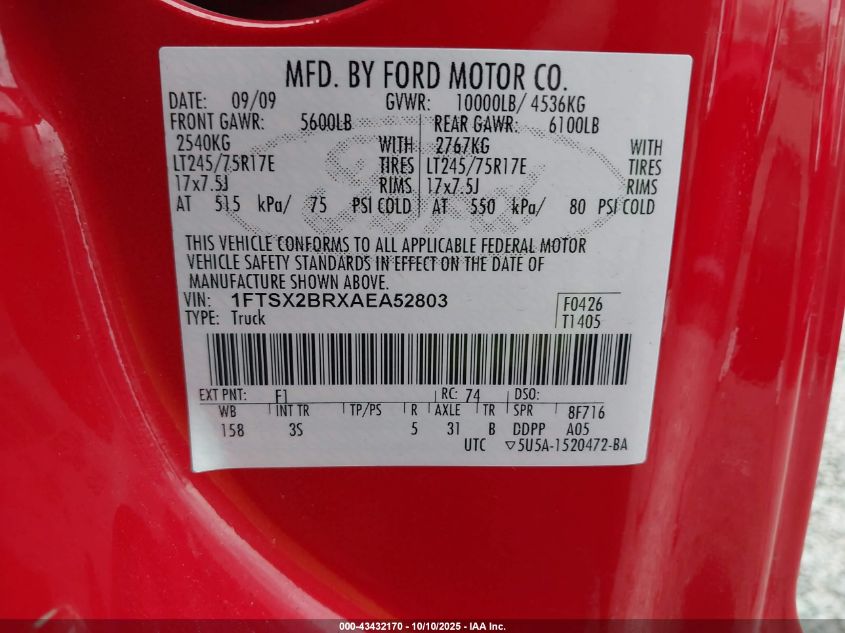 MFD. BY FORD MOTOR CO.
DATE: 09/09 GVWR: 10000LB/ 4536KG
FRONT GAWR: 5600LB REAR GAWR: 6100LB
2540KG WITH 2767KG WITH
LT245/75R17E TIRES LT245/75R17E TIRES
17x7.5J RIMS 17x7.5J RIMS
AT 515 kPa/ 75 PSI COLD AT 550 kPa/ 80 PSI COLD
THIS VEHICLE CONFORMS TO ALL APPLICABLE FEDERAL MOTOR
VEHICLE SAFETY STANDARDS IN EFFECT ON THE DATE OF
MANUFACTURE SHOWN ABOVE.
VIN: 1FTSX2BRXAEA52803 F0426
TYPE: Truck T1405
EXT PNT: F1 RC: 74 DSO:
WB INT TR TP/PS R AXLE TR SPR 8F716
158 3S 5 31 B DDPP A05
UTC ▽5U5A-1520472-BA
000-43432170 - 10/10/2025 - IAA Inc.